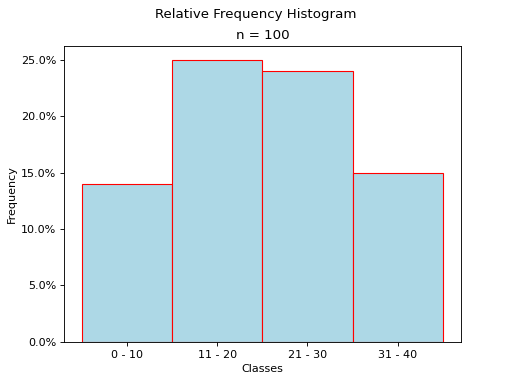 Relative Frequency Histogram
n = 100
25.0%
20.0%
15.0%
10.0%
5.0%
0.0%
Frequency
0 - 10
11 - 20
21 - 30
31 - 40
Classes